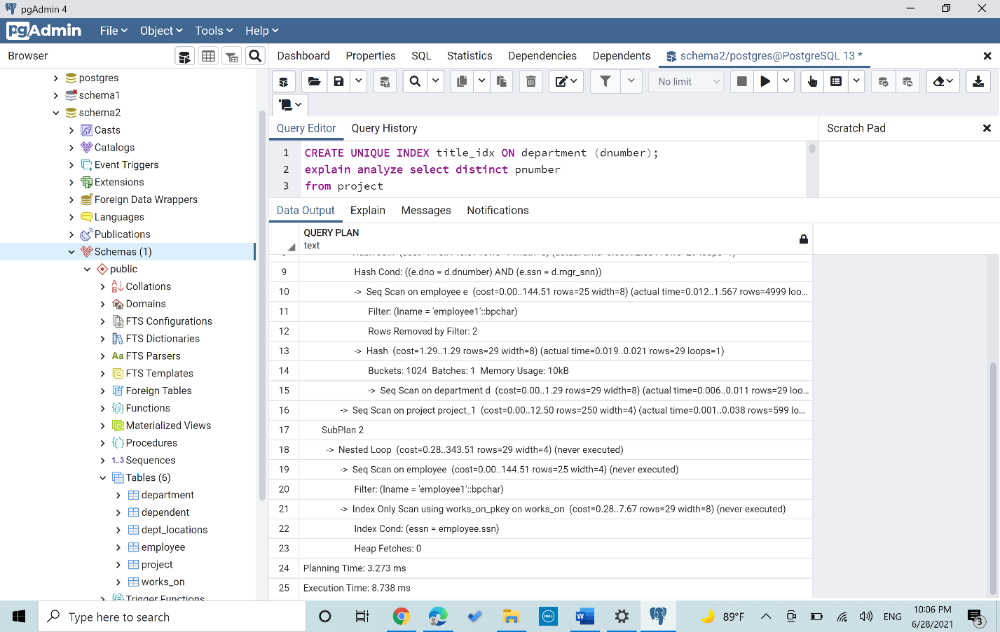 pgAdmin 4
pgAdmin File Object Tools Help
Browser
Dashboard Properties SQL Statistics Dependencies Dependents schema2/postgres@PostgreSQL 13 *
No limit
postgres
schema1
schema2
Casts
Catalogs
Event Triggers
Extensions
Foreign Data Wrappers
Languages
Publications
Schemas (1)
public
Collations
Domains
FTS Configurations
FTS Dictionaries
Aa FTS Parsers
FTS Templates
Foreign Tables
Functions
Materialized Views
Procedures
1..3 Sequences
Tables (6)
department
dependent
dept_locations
employee
project
works_on
Trigger Functions
Query Editor Query History
Scratch Pad
1 CREATE UNIQUE INDEX title_idx ON department (dnumber);
2 explain analyze select distinct pnumber
3 from project
Data Output Explain Messages Notifications
QUERY PLAN
text
9 Hash Cond: ((e.dno = d.dnumber) AND (e.ssn = d.mgr_snn))
10 -> Seq Scan on employee e (cost=0.00..144.51 rows=25 width=8) (actual time=0.012..1.567 rows=4999 loo...
11 Filter: (lname = 'employee1'::bpchar)
12 Rows Removed by Filter: 2
13 -> Hash (cost=1.29..1.29 rows=29 width=8) (actual time=0.019..0.021 rows=29 loops=1)
14 Buckets: 1024 Batches: 1 Memory Usage: 10kB
15 -> Seq Scan on department d (cost=0.00..1.29 rows=29 width=8) (actual time=0.006..0.011 rows=29 loo...
16 -> Seq Scan on project project_1 (cost=0.00..12.50 rows=250 width=4) (actual time=0.001..0.038 rows=599 lo...
17 SubPlan 2
18 -> Nested Loop (cost=0.28..343.51 rows=29 width=4) (never executed)
19 -> Seq Scan on employee (cost=0.00..144.51 rows=25 width=4) (never executed)
20 Filter: (lname = 'employee1'::bpchar)
21 -> Index Only Scan using works_on_pkey on works_on (cost=0.28..7.67 rows=29 width=8) (never executed)
22 Index Cond: (essn = employee.ssn)
23 Heap Fetches: 0
24 Planning Time: 3.273 ms
25 Execution Time: 8.738 ms
Type here to search
DELL
W
89°F
ENG
10:06 PM
6/28/2021
3